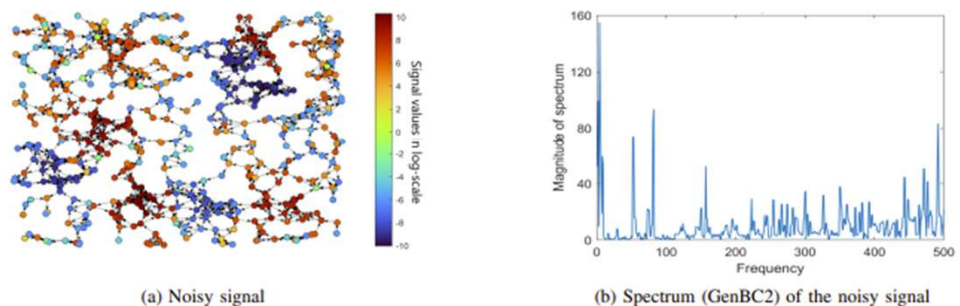 10
8
6
4
2
0
-2
-4
-6
-8
-10
Signal values n log-scale
(a) Noisy signal
160
120
80
40
0
Magnitude of spectrum
0 100 200 300 400 500
Frequency
(b) Spectrum (GenBC2) of the noisy signal